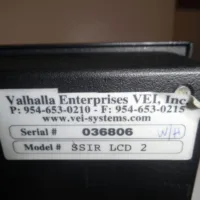 Valhalla Enterprises VEI, Inc.
P: 954-653-0210 - F: 954-653-0215
www.vei-systems.com
Serial # 036806 W/H
Model # SSIR LCD 2